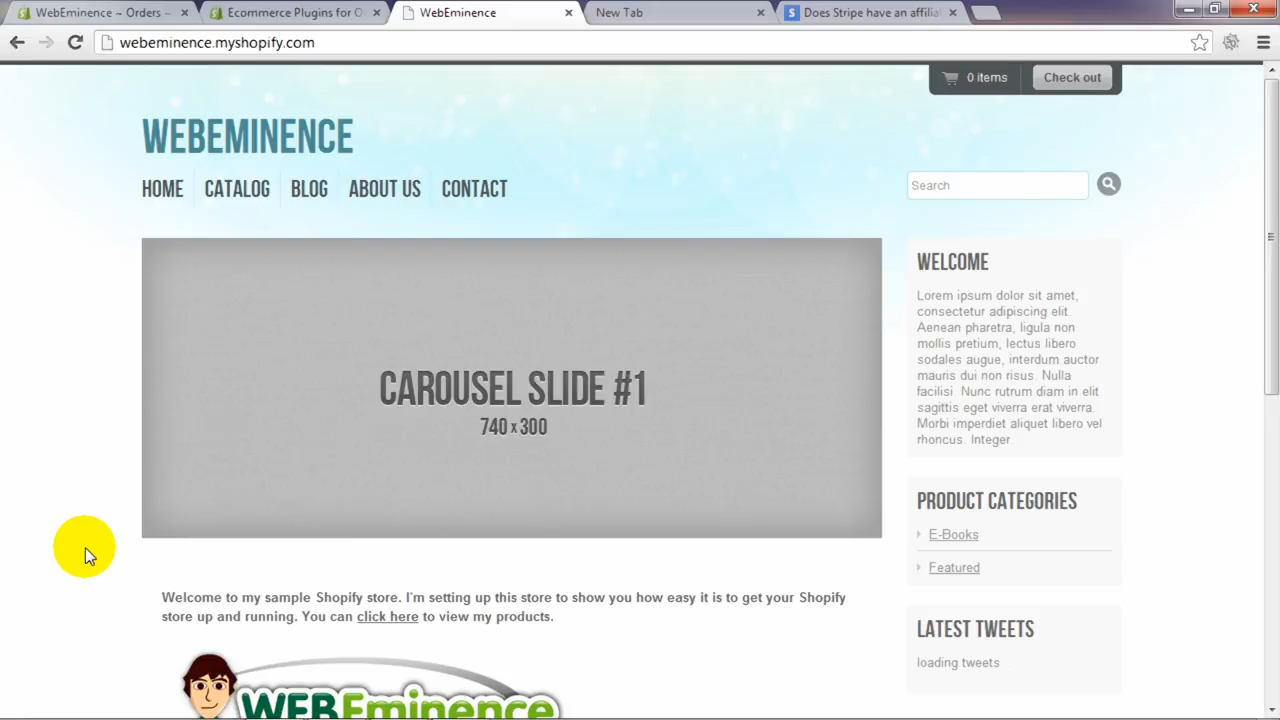 WebEminence ~ Orders ~
Ecommerce Plugins for O
WebEminence
New Tab
Does Stripe have an affilia
webeminence.myshopify.com
0 items
Check out
WEBEMINENCE
HOME
CATALOG
BLOG
ABOUT US
CONTACT
Search
CAROUSEL SLIDE #1
740 x 300
WELCOME
Lorem ipsum dolor sit amet,
consectetur adipiscing elit.
Aenean pharetra, ligula non
mollis pretium, lectus libero
sodales augue, interdum auctor
mauris dui non risus. Nulla
facilisi. Nunc rutrum diam in elit
sagittis eget viverra erat viverra.
Morbi imperdiet aliquet libero vel
rhoncus. Integer.
PRODUCT CATEGORIES
E-Books
Featured
LATEST TWEETS
loading tweets
Welcome to my sample Shopify store. I'm setting up this store to show you how easy it is to get your Shopify
store up and running. You can click here to view my products.
WEBEminence